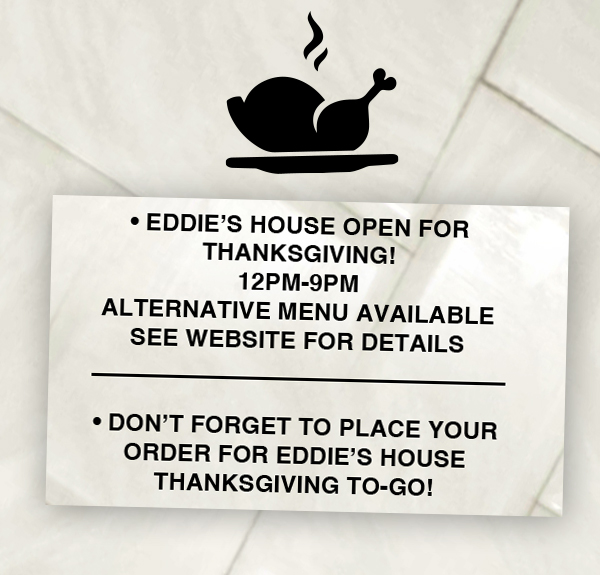 • EDDIE'S HOUSE OPEN FOR
THANKSGIVING!
12PM-9PM
ALTERNATIVE MENU AVAILABLE
SEE WEBSITE FOR DETAILS
• DON'T FORGET TO PLACE YOUR
ORDER FOR EDDIE'S HOUSE
THANKSGIVING TO-GO!